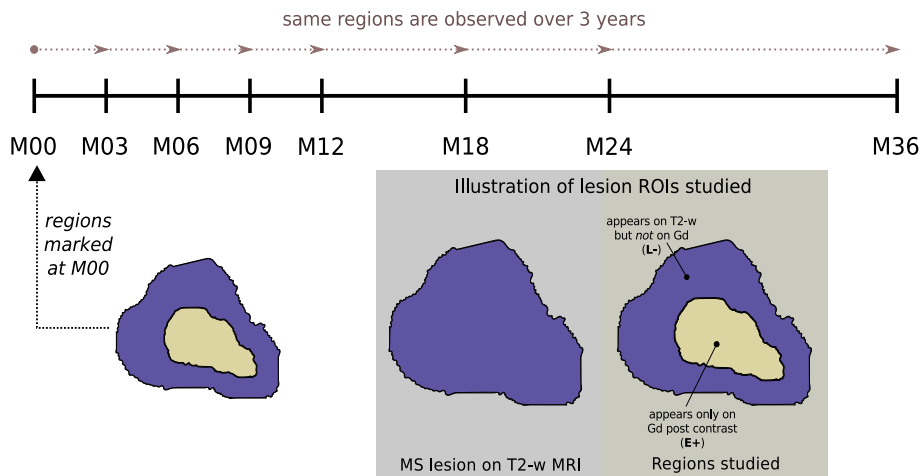 same regions are observed over 3 years
M00 M03 M06 M09 M12 M18 M24 M36
regions
marked
at M00
Illustration of lesion ROIs studied
appears on T2-w
but not on Gd
(L-)
appears only on
Gd post contrast
(E+)
MS lesion on T2-w MRI
Regions studied